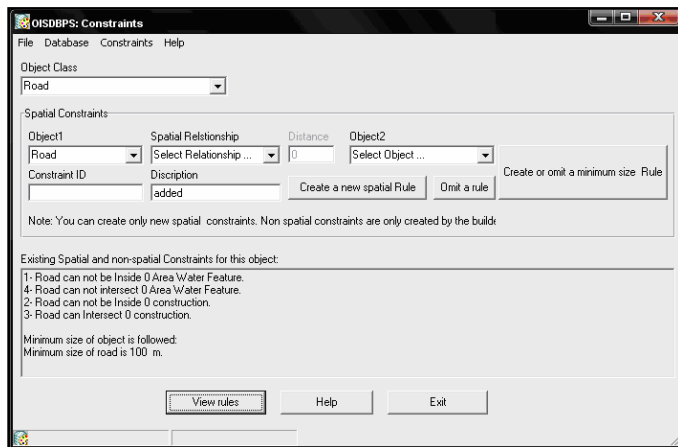 OISDBPS: Constraints
File Database Constraints Help
Object Class
Road
Spatial Constraints
Object1 Spatial Relstionship Distance Object2
Road Select Relationship ... 0 Select Object ...
Create or omit a minimum size Rule
Constraint ID Discription
added Create a new spatial Rule Omit a rule
Note: You can create only new spatial constraints. Non spatial constraints are only created by the builde
Existing Spatial and non-spatial Constraints for this object:
1- Road can not be Inside 0 Area Water Feature.
4- Road can not intersect 0 Area Water Feature.
2- Road can not be Inside 0 construction.
3- Road can Intersect 0 construction.
Minimum size of object is followed:
Minimum size of road is 100 m.
View rules Help Exit